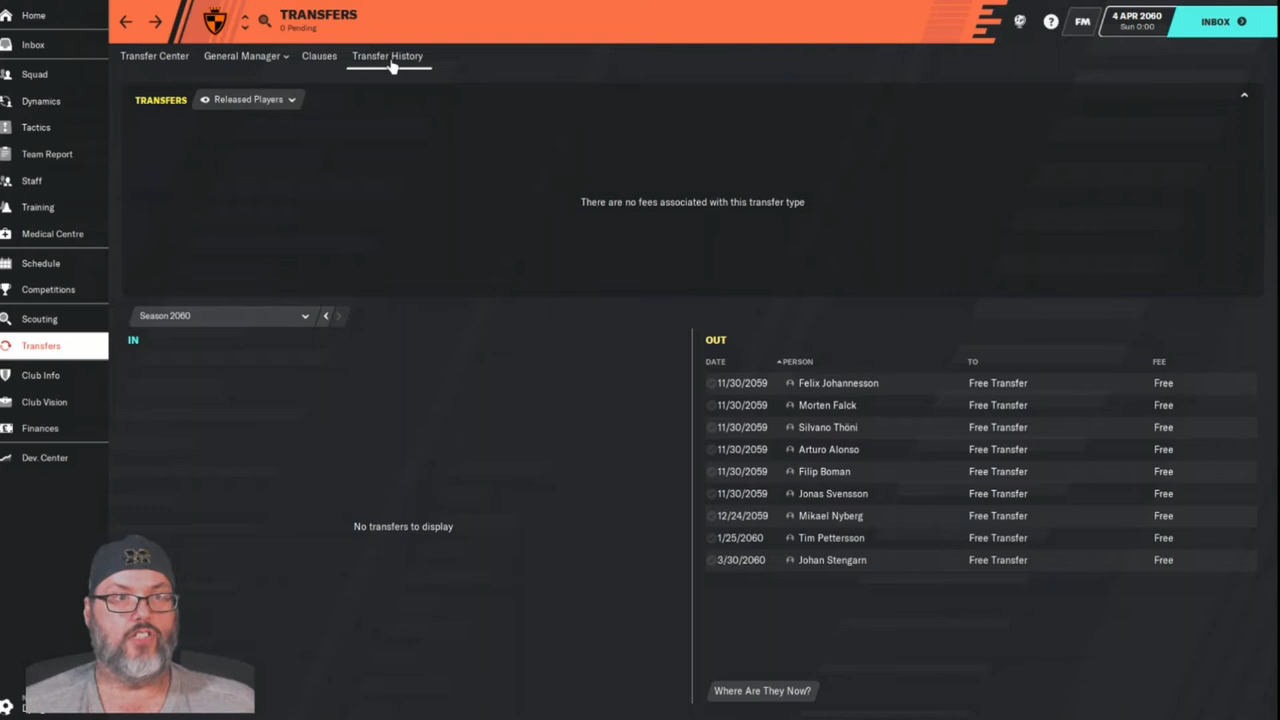 Home
Inbox
Squad
Dynamics
Tactics
Team Report
Staff
Training
Medical Centre
Schedule
Competitions
Scouting
Transfers
Club Info
Club Vision
Finances
Dev. Center
TRANSFERS
0 Pending
?
FM
4 APR 2060
Sun 0:00
INBOX
Transfer Center
General Manager
Clauses
Transfer History
TRANSFERS
Released Players
There are no fees associated with this transfer type
Season 2060
IN
No transfers to display
OUT
DATE PERSON TO FEE
11/30/2059 Felix Johannesson Free Transfer Free
11/30/2059 Morten Falck Free Transfer Free
11/30/2059 Silvano Thöni Free Transfer Free
11/30/2059 Arturo Alonso Free Transfer Free
11/30/2059 Filip Boman Free Transfer Free
11/30/2059 Jonas Svensson Free Transfer Free
12/24/2059 Mikael Nyberg Free Transfer Free
1/25/2060 Tim Pettersson Free Transfer Free
3/30/2060 Johan Stengarn Free Transfer Free
Where Are They Now?